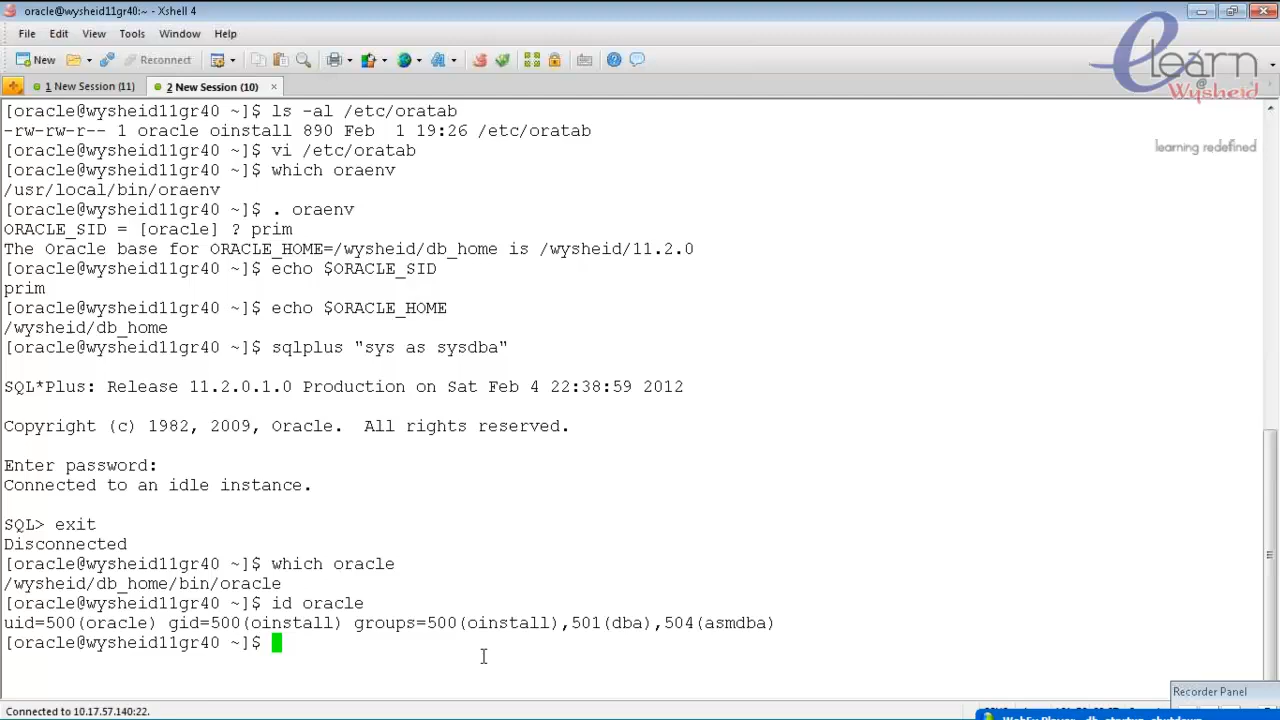 oracle@wysheid11gr40:~ - Xshell 4
File Edit View Tools Window Help
New Reconnect
1 New Session (11) 2 New Session (10) ×
elearn
@
Wysheid
learning redefined
[oracle@wysheid11gr40 ~]$ ls -al /etc/oratab
-rw-rw-r-- 1 oracle oinstall 890 Feb  1 19:26 /etc/oratab
[oracle@wysheid11gr40 ~]$ vi /etc/oratab
[oracle@wysheid11gr40 ~]$ which oraenv
/usr/local/bin/oraenv
[oracle@wysheid11gr40 ~]$ . oraenv
ORACLE_SID = [oracle] ? prim
The Oracle base for ORACLE_HOME=/wysheid/db_home is /wysheid/11.2.0
[oracle@wysheid11gr40 ~]$ echo $ORACLE_SID
prim
[oracle@wysheid11gr40 ~]$ echo $ORACLE_HOME
/wysheid/db_home
[oracle@wysheid11gr40 ~]$ sqlplus "sys as sysdba"
SQL*Plus: Release 11.2.0.1.0 Production on Sat Feb 4 22:38:59 2012
Copyright (c) 1982, 2009, Oracle.  All rights reserved.
Enter password:
Connected to an idle instance.
SQL> exit
Disconnected
[oracle@wysheid11gr40 ~]$ which oracle
/wysheid/db_home/bin/oracle
[oracle@wysheid11gr40 ~]$ id oracle
uid=500(oracle) gid=500(oinstall) groups=500(oinstall),501(dba),504(asmdba)
[oracle@wysheid11gr40 ~]$
Recorder Panel
Connected to 10.17.57.140:22.